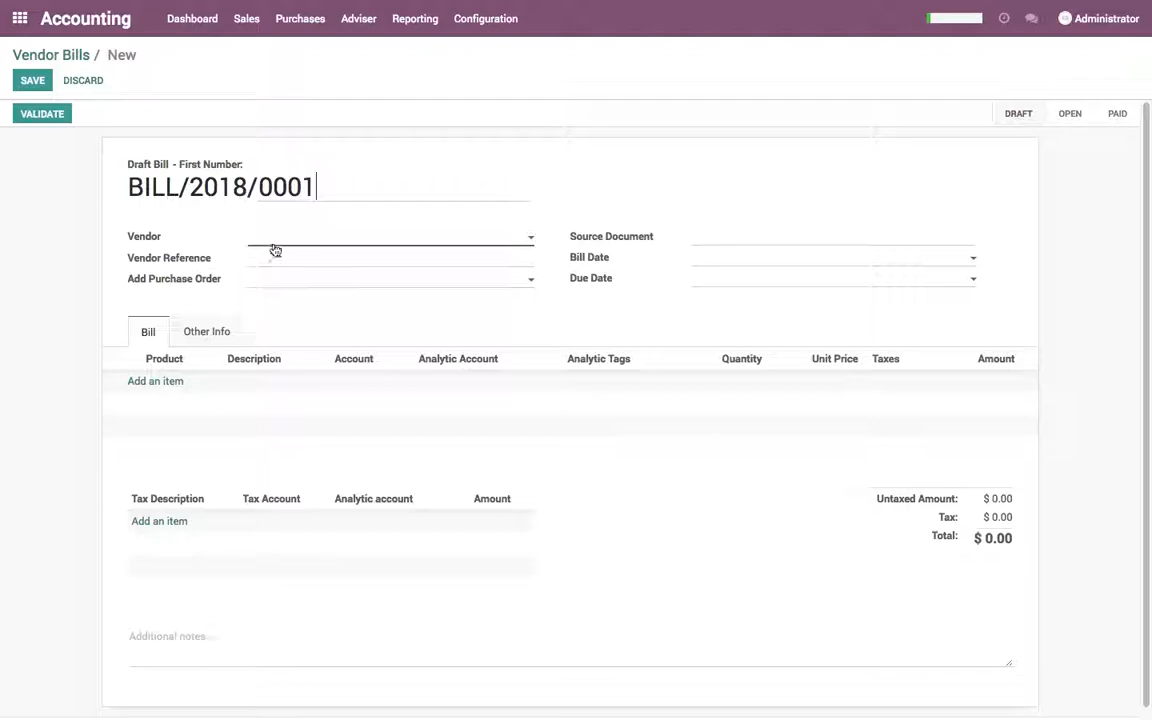 Accounting Dashboard Sales Purchases Adviser Reporting Configuration Administrator
Vendor Bills / New
SAVE DISCARD
VALIDATE DRAFT OPEN PAID
Draft Bill - First Number:
BILL/2018/0001
Vendor Source Document
Vendor Reference Bill Date
Add Purchase Order Due Date
Bill Other Info
Product Description Account Analytic Account Analytic Tags Quantity Unit Price Taxes Amount
Add an item
Tax Description Tax Account Analytic account Amount Untaxed Amount: $ 0.00
Add an item Tax: $ 0.00
Total: $ 0.00
Additional notes...